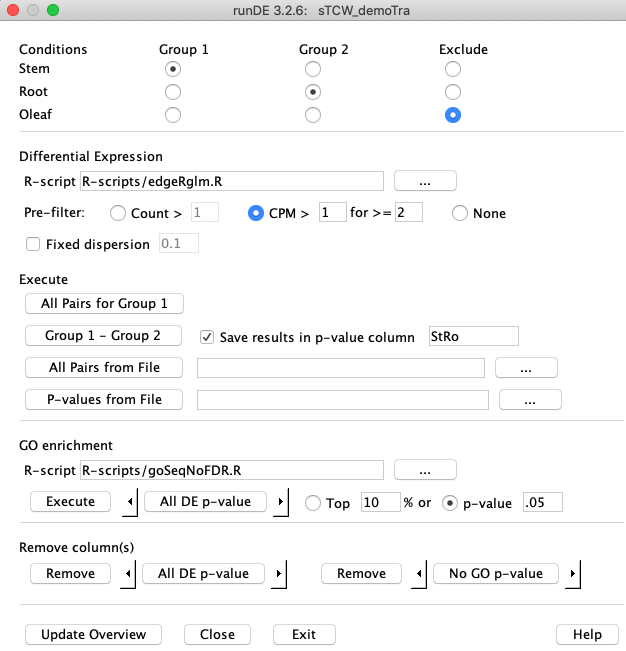 runDE 3.2.6: sTCW_demoTra
Conditions Group 1 Group 2 Exclude
Stem
Root
Oleaf
Differential Expression
R-script R-scripts/edgeRglm.R ...
Pre-filter: Count > 1 CPM > 1 for >= 2 None
Fixed dispersion 0.1
Execute
All Pairs for Group 1
Group 1 - Group 2 Save results in p-value column StRo
All Pairs from File ...
P-values from File ...
GO enrichment
R-script R-scripts/goSeqNoFDR.R ...
Execute All DE p-value Top 10 % or p-value .05
Remove column(s)
Remove All DE p-value Remove No GO p-value
Update Overview Close Exit Help